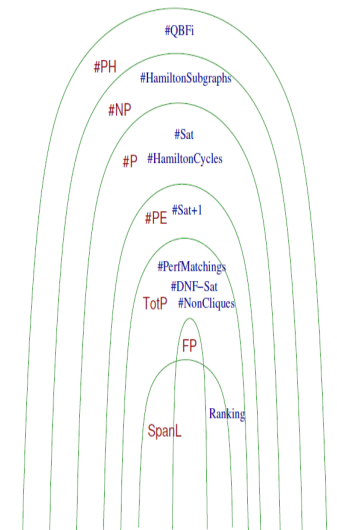 #QBFi
#PH
#HamiltonSubgraphs
#NP
#Sat
#P #HamiltonCycles
#PE #Sat+1
#PerfMatchings
#DNF−Sat
TotP #NonCliques
FP
Ranking
SpanL